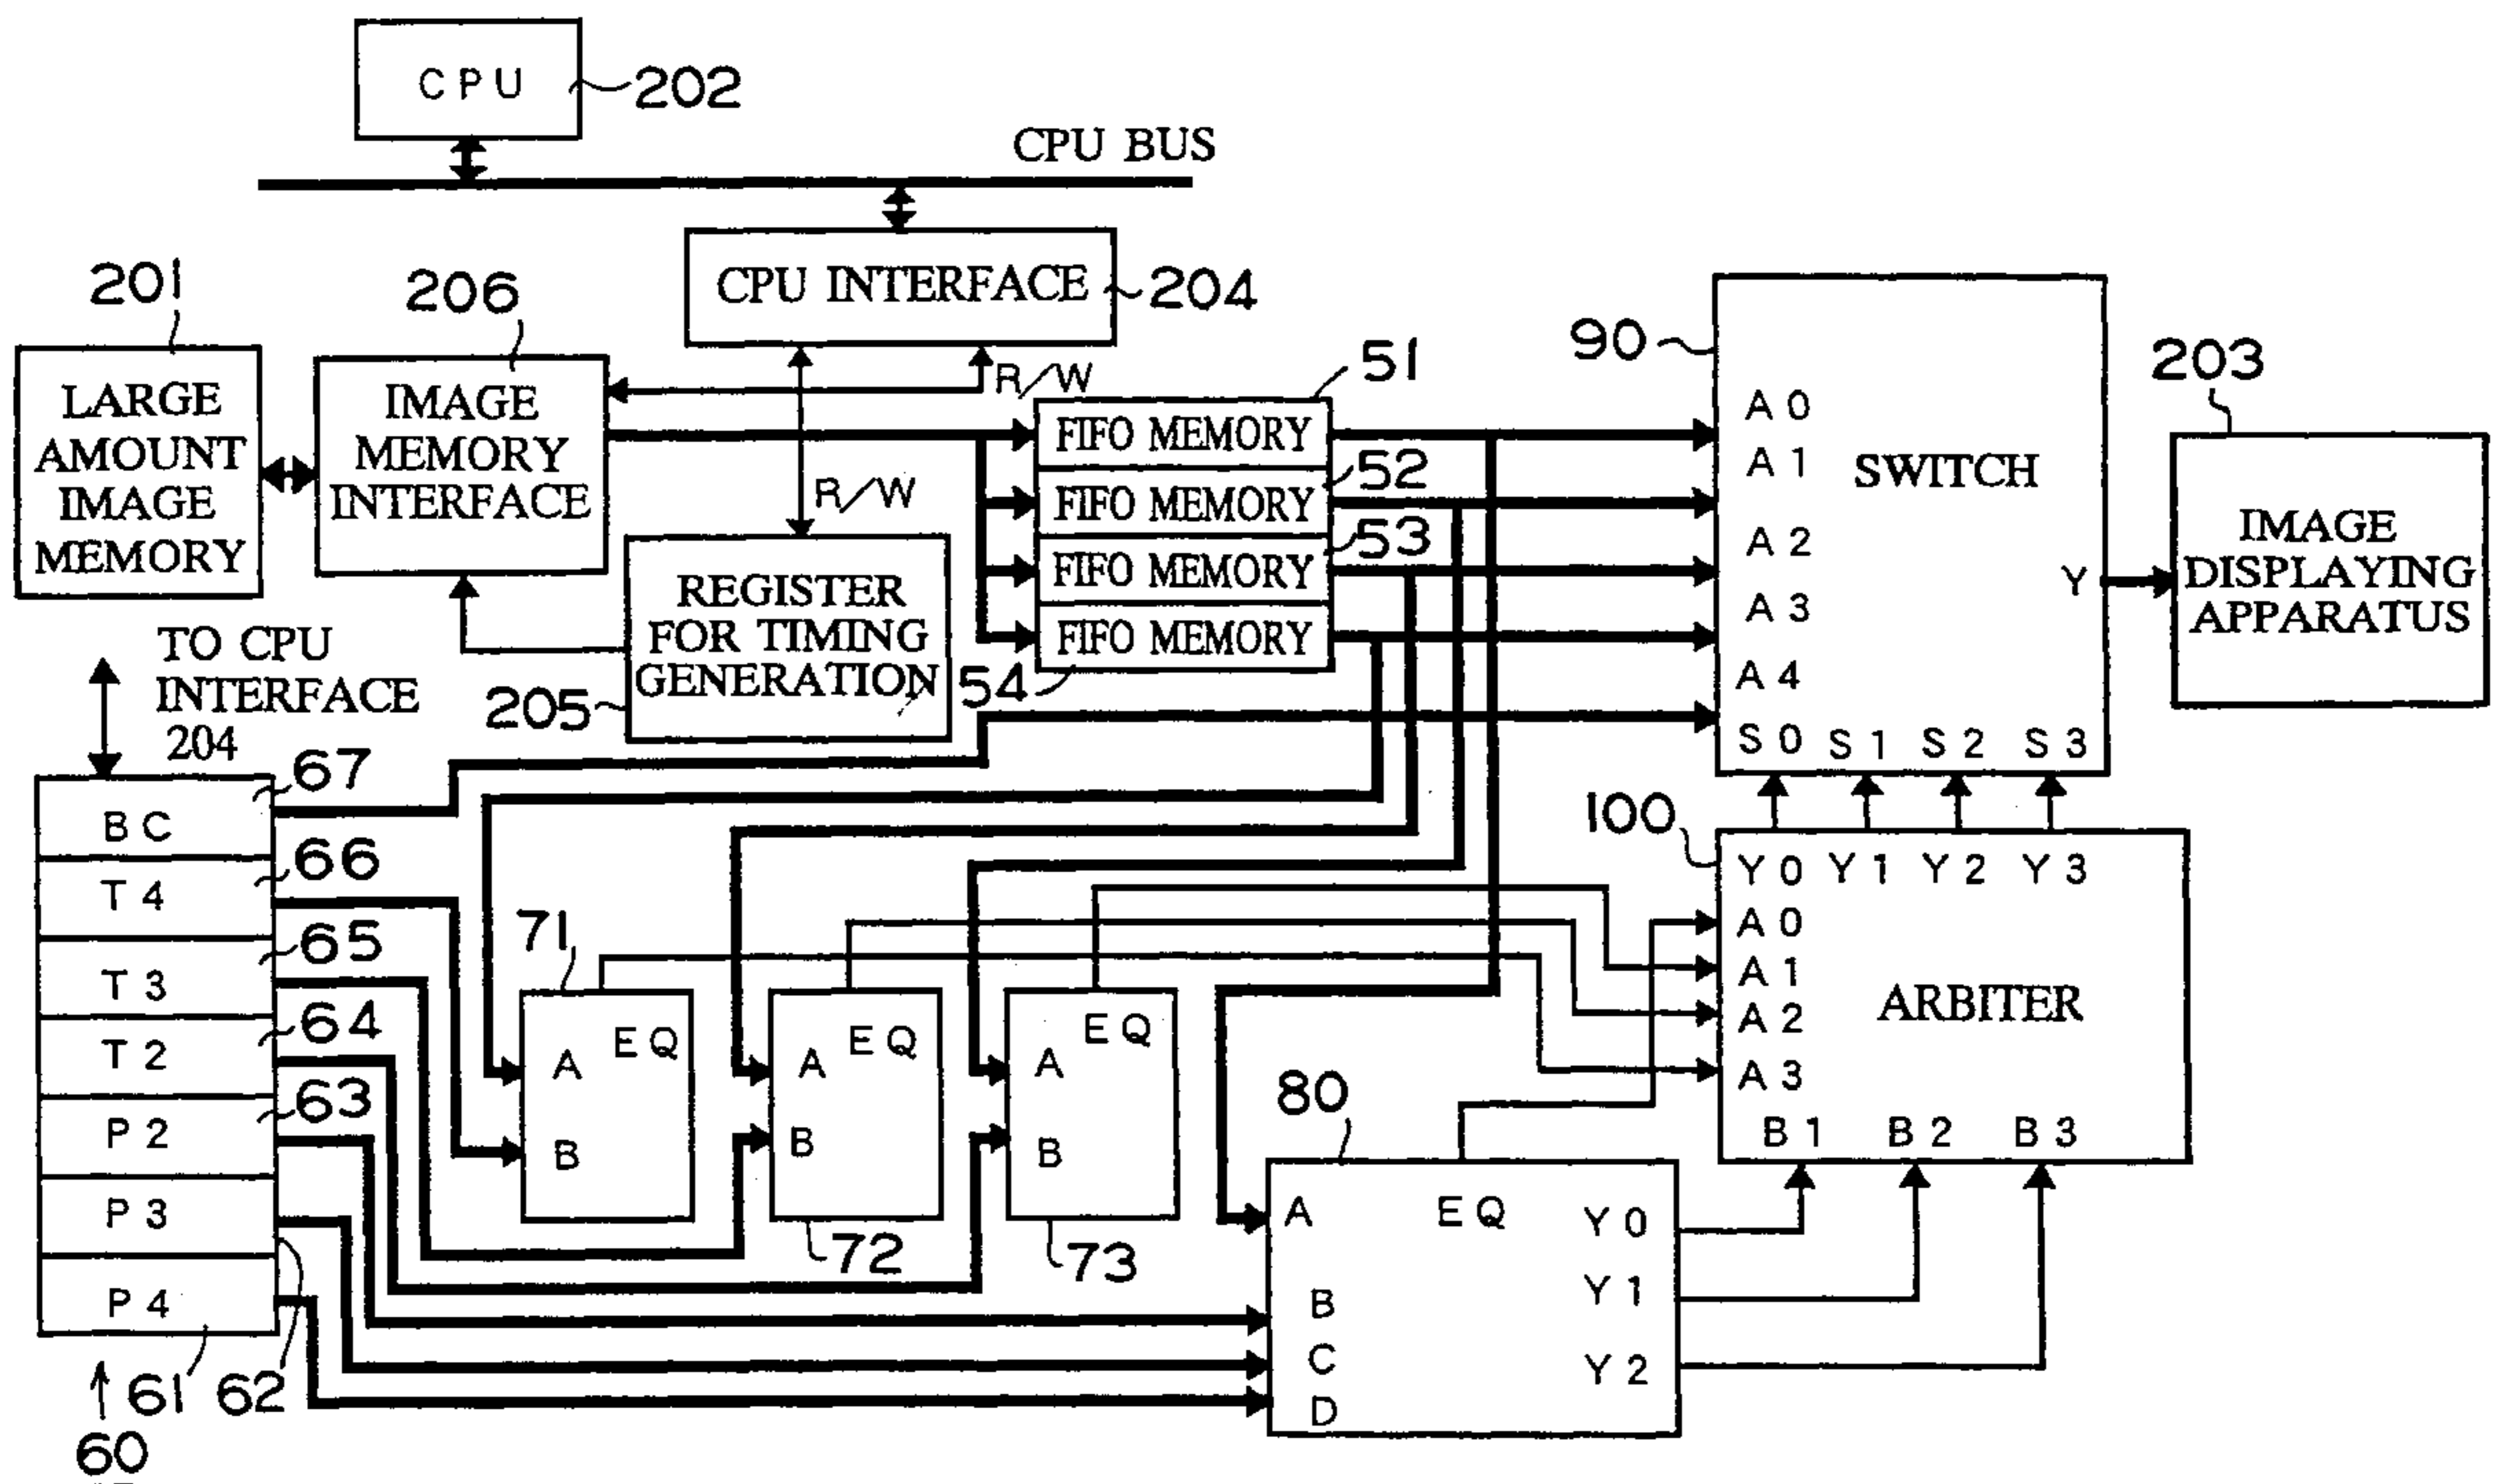 CPU
202
CPU BUS
CPU INTERFACE
204
201
206
LARGE
AMOUNT
IMAGE
MEMORY
IMAGE
MEMORY
INTERFACE
R/W
R/W
REGISTER
FOR TIMING
GENERATION
205
51
FIFO MEMORY
52
FIFO MEMORY
53
FIFO MEMORY
FIFO MEMORY
54
90
A0
A1
A2
A3
A4
SWITCH
Y
S0 S1 S2 S3
203
IMAGE
DISPLAYING
APPARATUS
TO CPU
INTERFACE
204
67
BC
66
T4
65
T3
64
T2
63
P2
P3
P4
61
62
60
71
EQ
A
B
EQ
A
B
72
EQ
A
B
73
100
Y0 Y1 Y2 Y3
A0
A1
A2
A3
ARBITER
B1 B2 B3
80
A
EQ
Y0
Y1
Y2
B
C
D